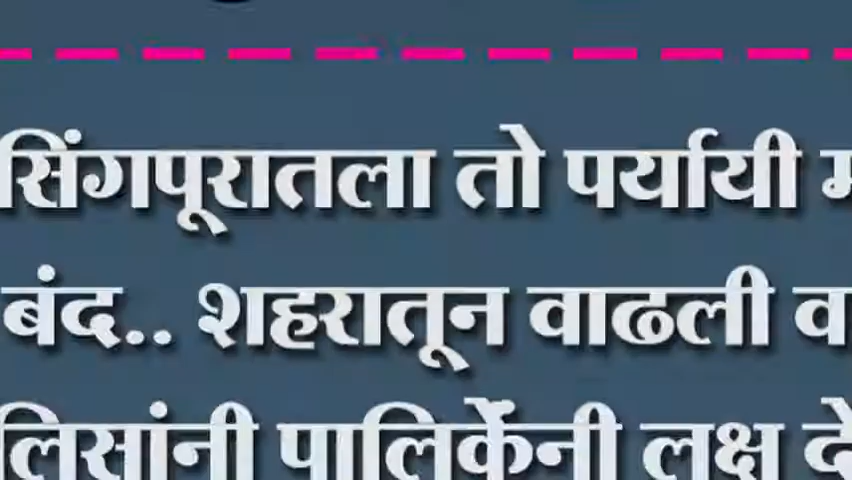 सिंगपूरातला तो पर्यायी
बंद.. शहरातून वाढली
पालिकेंनी लक्ष